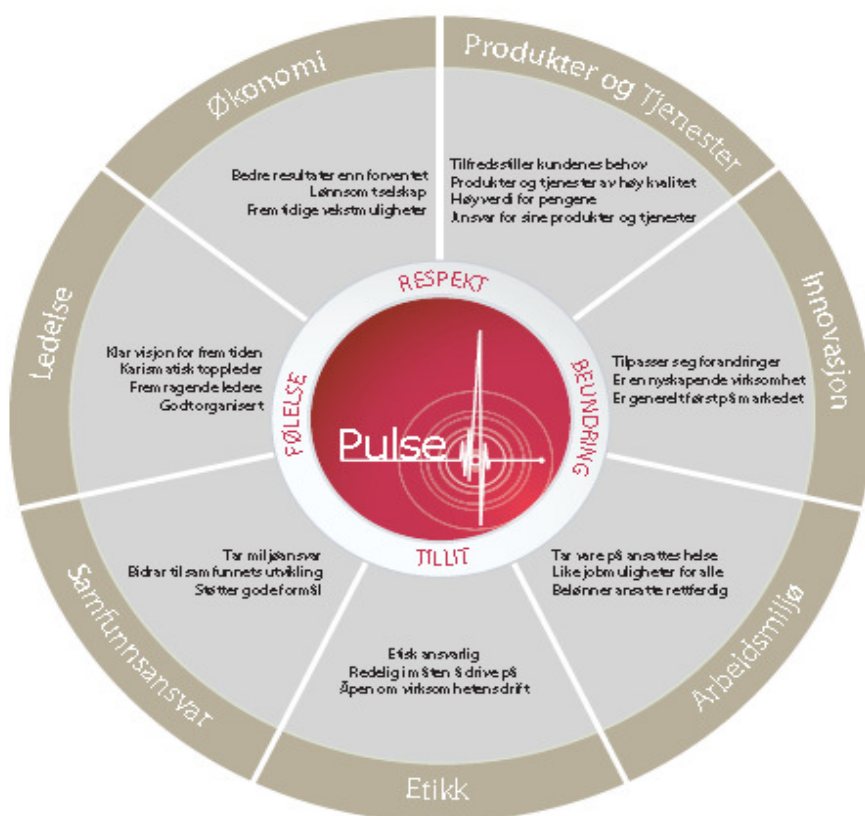 Økonomi
Bedre resultater enn forventet
Lønnsomt selskap
Fremtidige vekstmuligheter
Produkter og Tjenester
Tilfredsstiller kundenes behov
Produkter og tjenester av høy kvalitet
Høy verdi for pengene
Ansvar for sine produkter og tjenester
Innovasjon
Tilpasser seg forandringer
Er en nyskapende virksomhet
Er generelt først på markedet
Arbeidsmiljø
Tar vare på ansattes helse
Like jobmuligheter for alle
Belønner ansatte rettferdig
Etikk
Etisk ansvarlig
Redelig i måten å drive på
Åpen om virksomhetens drift
Samfunnsansvar
Tar miljøansvar
Bidrar til samfunnets utvikling
Støtter gode formål
Ledelse
Klar visjon for fremtiden
Karismatisk toppleder
Fremragende ledere
Godt organisert
RESPEKT
BEUNDRING
TILLIT
FØLELSE
Pulse